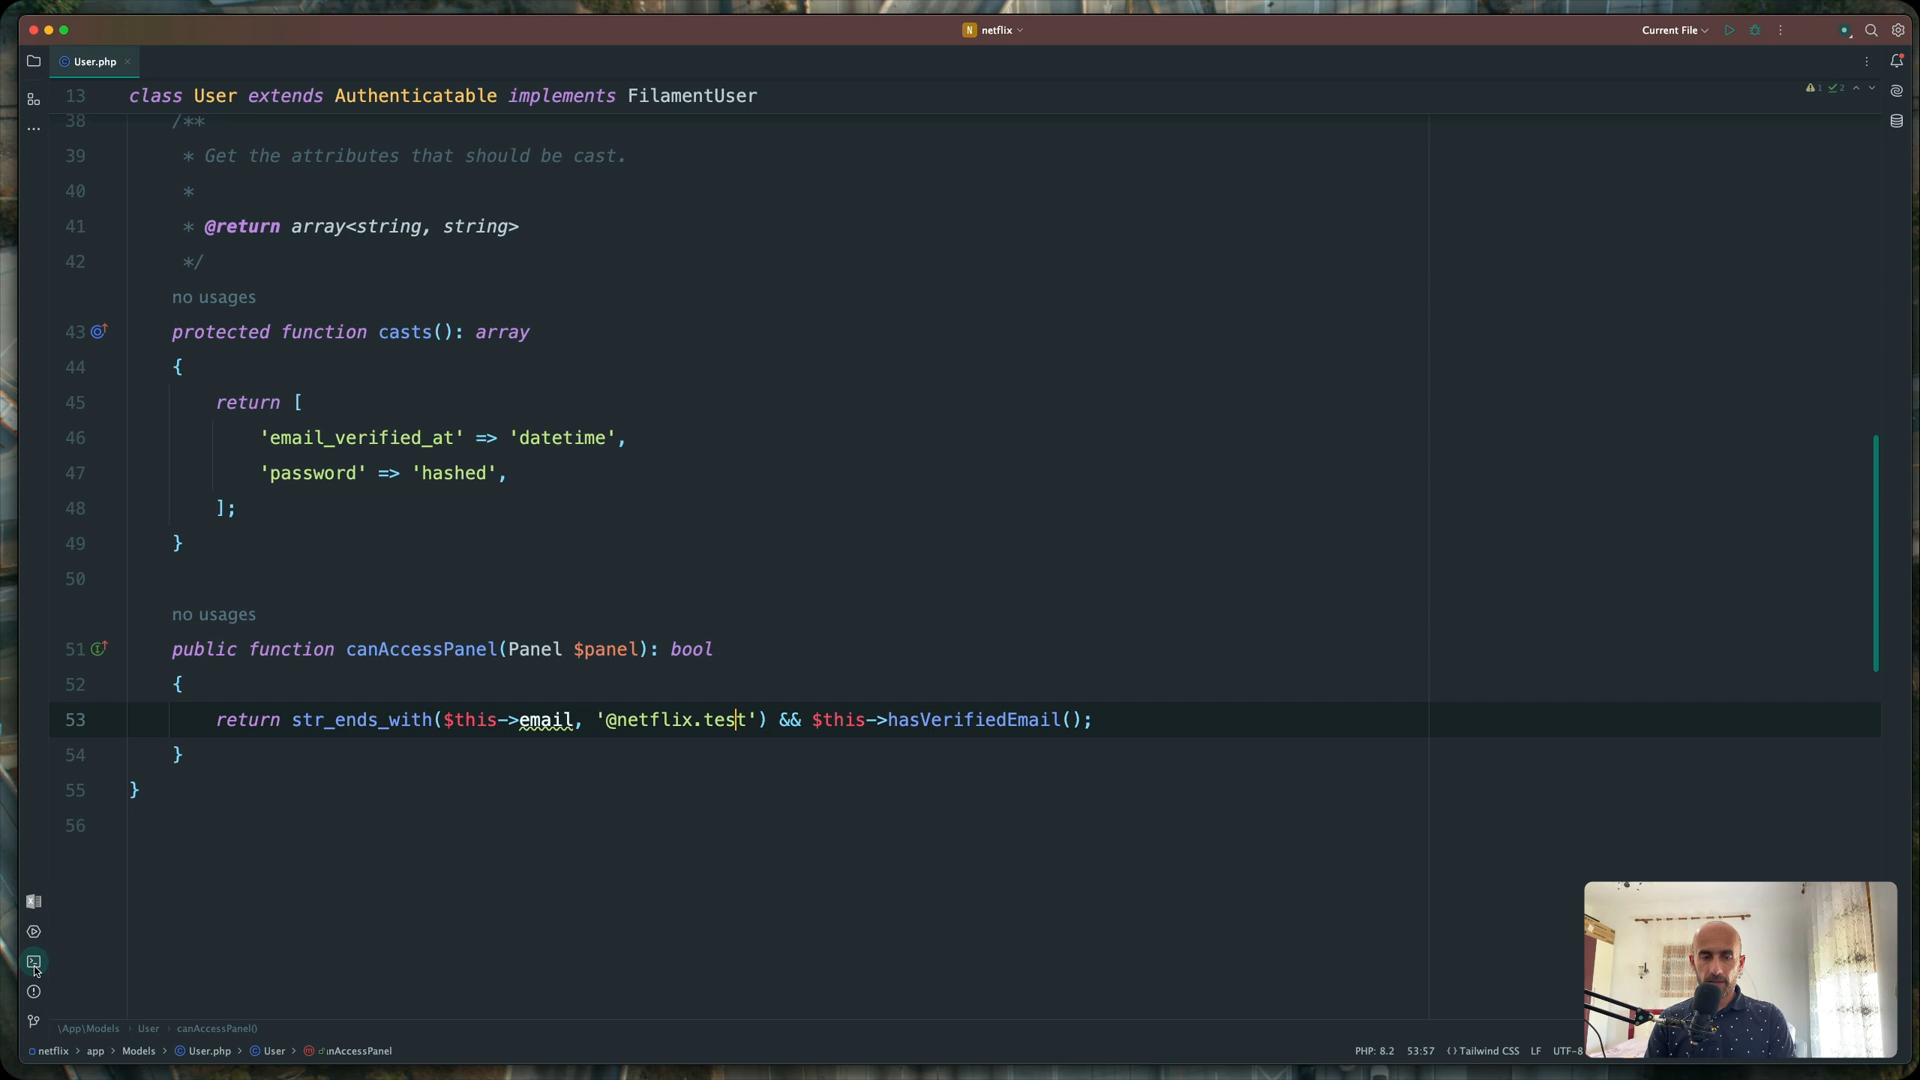 N netflix
Current File
User.php
13 class User extends Authenticatable implements FilamentUser
1 2
38 /**
39 * Get the attributes that should be cast.
40 *
41 * @return array<string, string>
42 */
no usages
43 protected function casts(): array
44 {
45 return [
46 'email_verified_at' => 'datetime',
47 'password' => 'hashed',
48 ];
49 }
50
no usages
51 public function canAccessPanel(Panel $panel): bool
52 {
53 return str_ends_with($this->email, '@netflix.test') && $this->hasVerifiedEmail();
54 }
55 }
56
\App\Models › User › canAccessPanel()
netflix > app > Models > User.php > User > canAccessPanel
PHP: 8.2 53:57 Tailwind CSS LF UTF-8